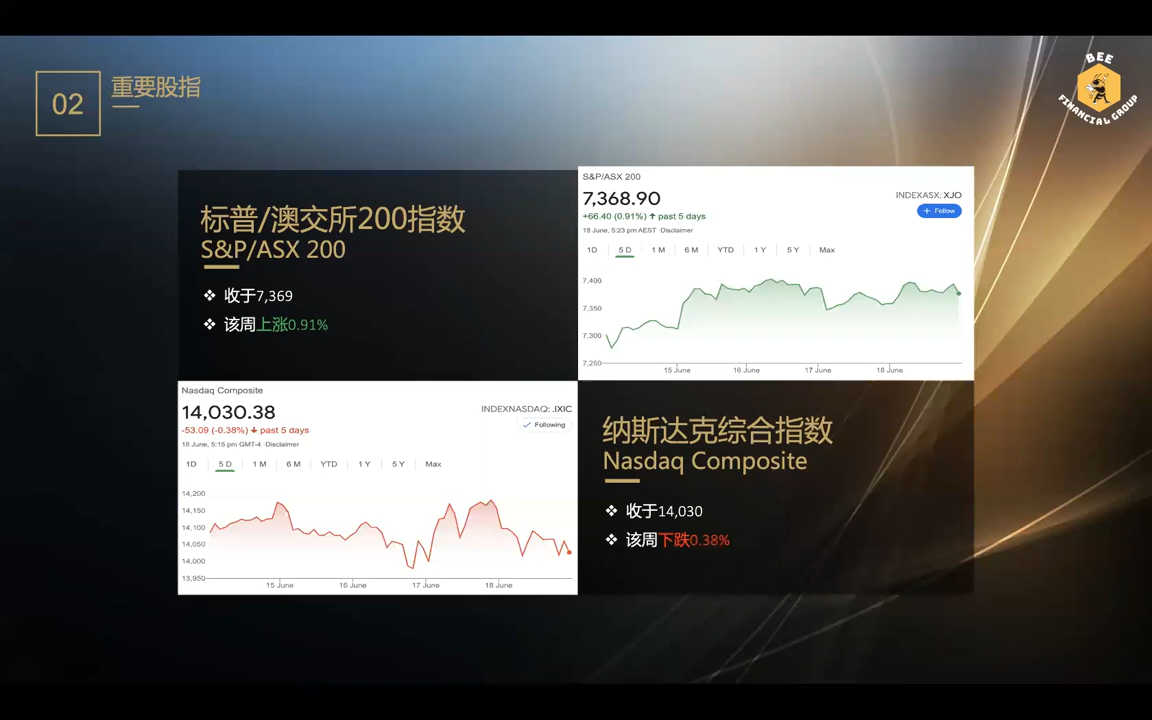 02
重要股指
BEE
FINANCIAL GROUP
标普/澳交所200指数
S&P/ASX 200
❖ 收于7,369
❖ 该周上涨0.91%
S&P/ASX 200
7,368.90
INDEXASX: XJO
+66.40 (0.91%) ↑ past 5 days
+ Follow
18 June, 5:23 pm AEST ·Disclaimer
1D 5 D 1 M 6 M YTD 1 Y 5 Y Max
7,400
7,350
7,300
7,250
15 June 16 June 17 June 18 June
Nasdaq Composite
14,030.38
INDEXNASDAQ: .IXIC
-53.09 (-0.38%) ↓ past 5 days
✓ Following
18 June, 5:15 pm GMT-4 ·Disclaimer
1D 5 D 1 M 6 M YTD 1 Y 5 Y Max
14,200
14,150
14,100
14,050
14,000
13,950
15 June 16 June 17 June 18 June
纳斯达克综合指数
Nasdaq Composite
❖ 收于14,030
❖ 该周下跌0.38%